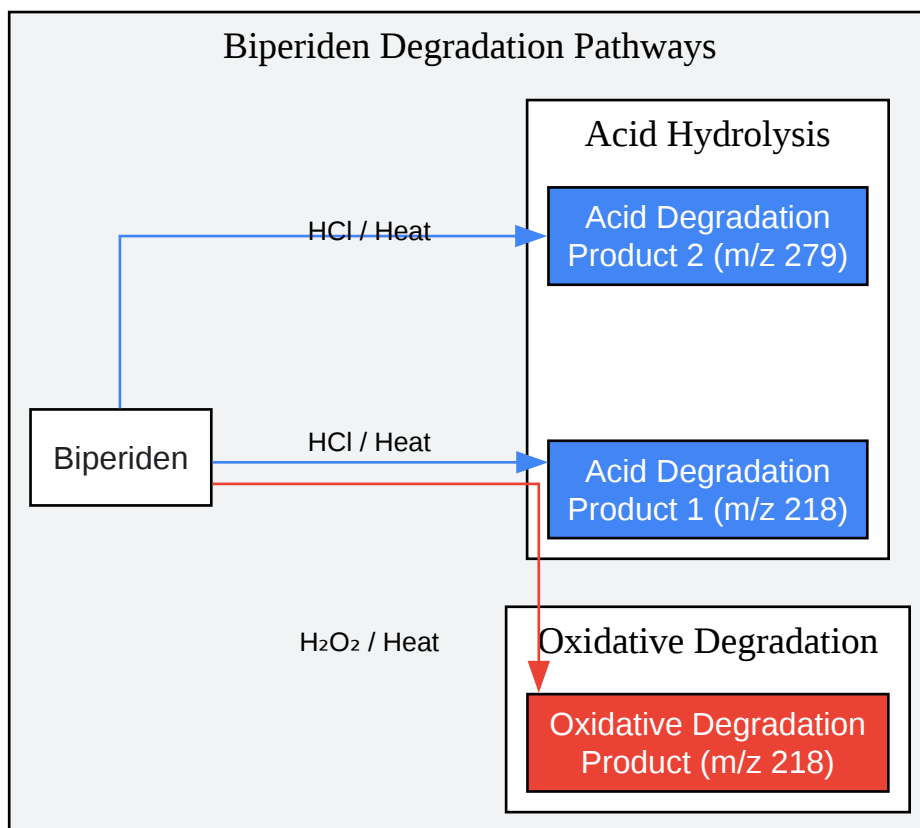 Biperiden Degradation Pathways
Acid Hydrolysis
HCl / Heat
Acid Degradation
Product 2 (m/z 279)
Biperiden
HCl / Heat
Acid Degradation
Product 1 (m/z 218)
H₂O₂ / Heat
Oxidative Degradation
Oxidative Degradation
Product (m/z 218)